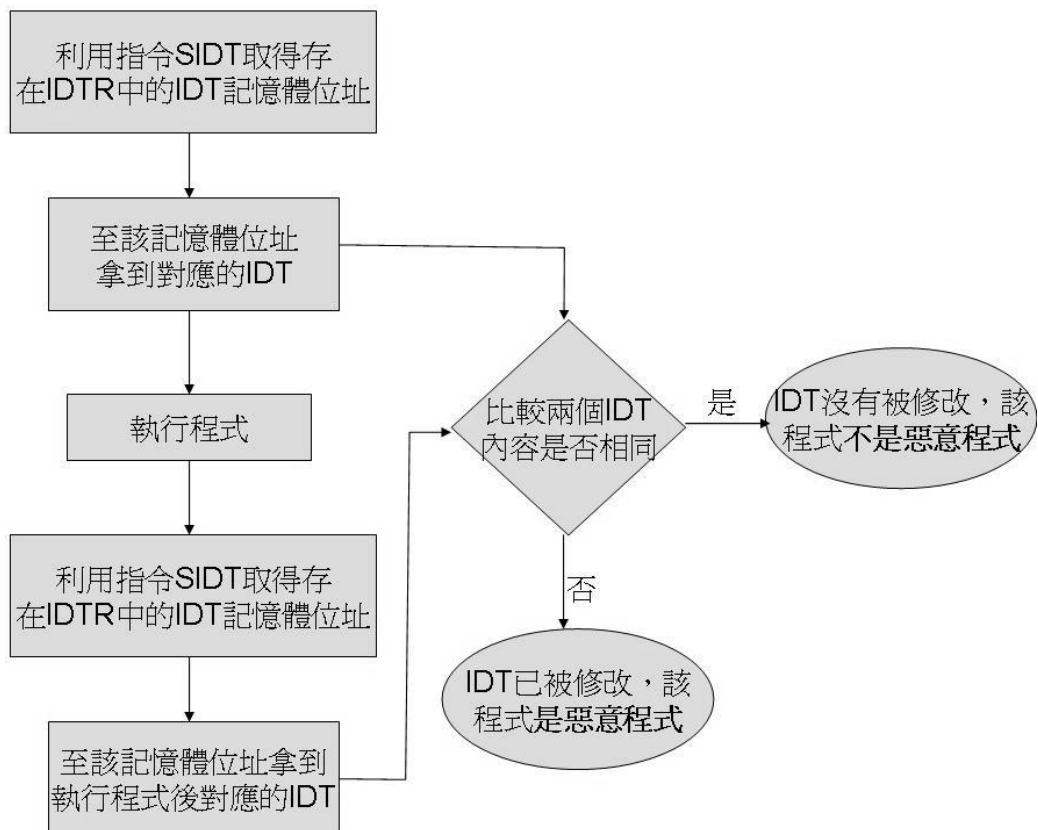 利用指令SIDT取得存
在IDTR中的IDT記憶體位址
至該記憶體位址
拿到對應的IDT
執行程式
利用指令SIDT取得存
在IDTR中的IDT記憶體位址
至該記憶體位址拿到
執行程式後對應的IDT
比較兩個IDT
內容是否相同
是
IDT沒有被修改，該
程式不是惡意程式
否
IDT已被修改，該
程式是惡意程式